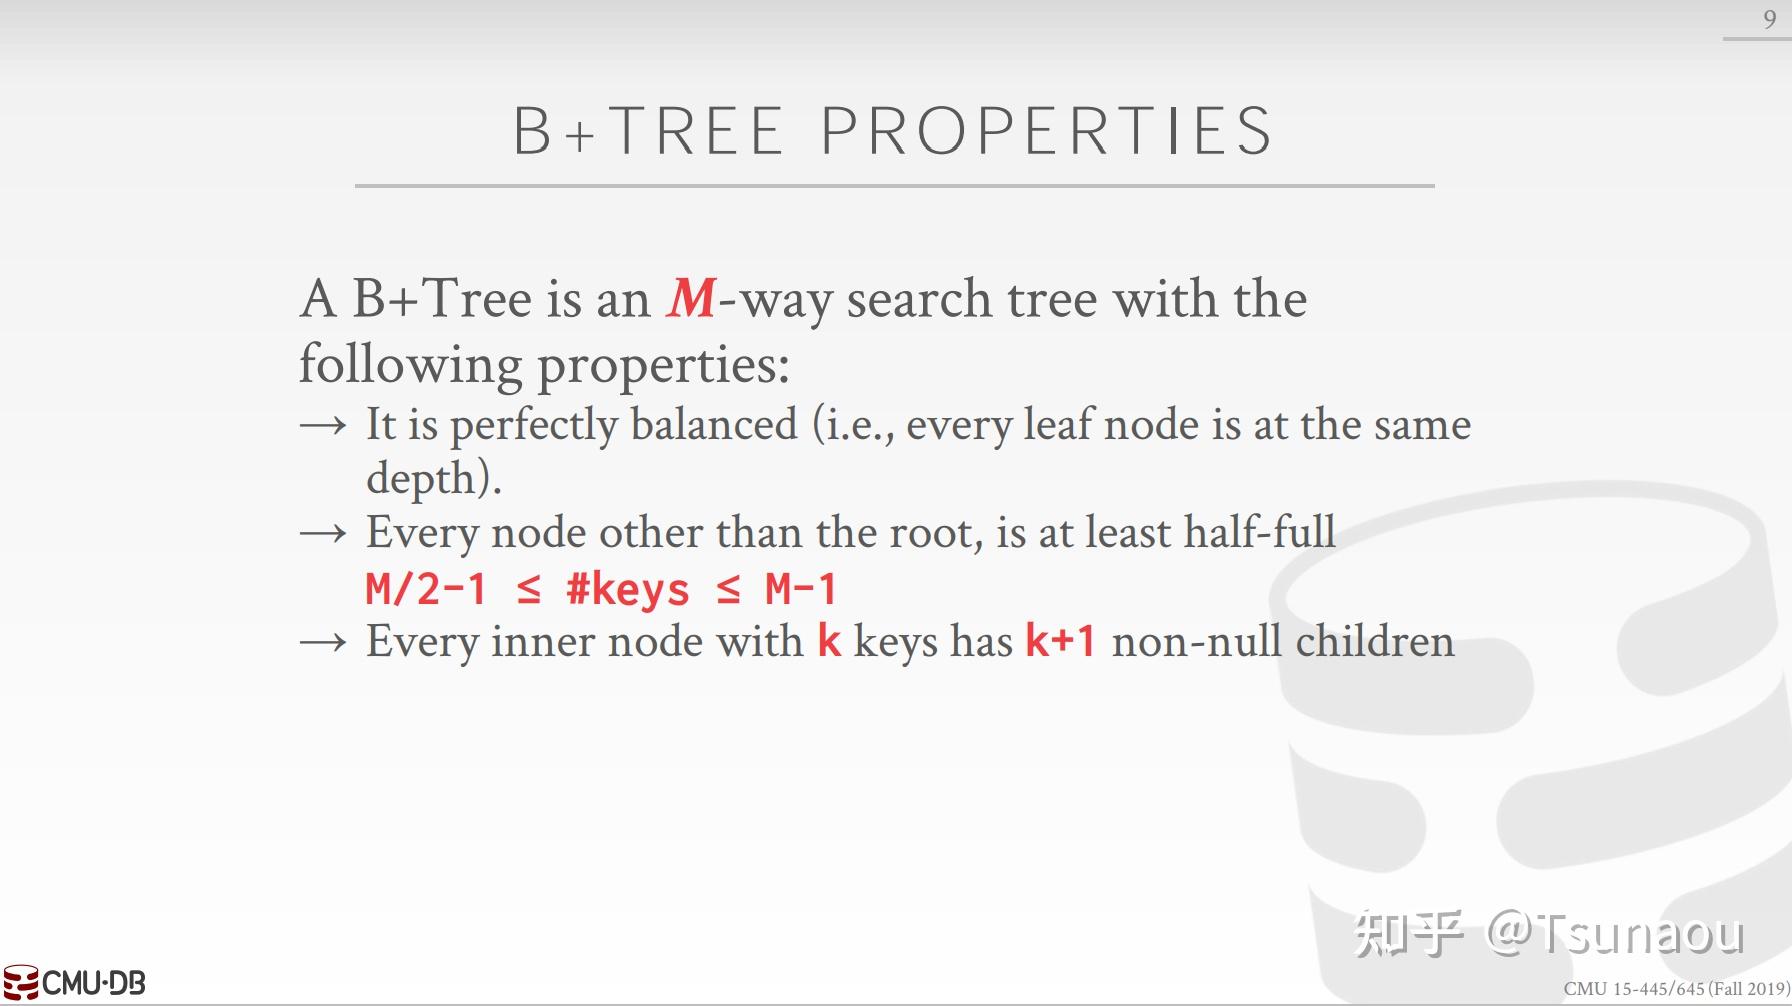 9
B+TREE PROPERTIES
A B+Tree is an M-way search tree with the
following properties:
→ It is perfectly balanced (i.e., every leaf node is at the same
depth).
→ Every node other than the root, is at least half-full
M/2-1 ≤ #keys ≤ M-1
→ Every inner node with k keys has k+1 non-null children
知乎 @Tsunaou
CMU·DB
CMU 15-445/645 (Fall 2019)